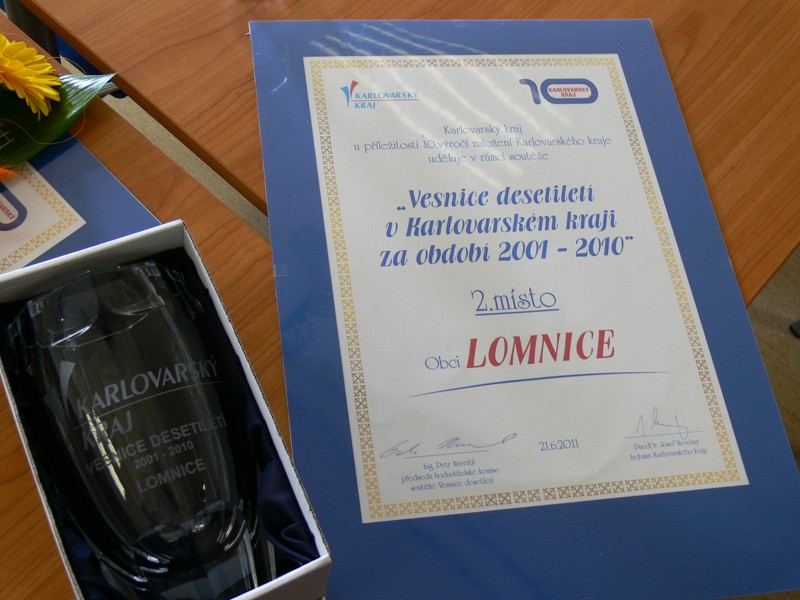 KARLOVARSKÝ
KRAJ
10
KARLOVARSKÝ
KRAJ
Karlovarský kraj
u příležitosti 10.výročí založení Karlovarského kraje
uděluje v rámci soutěže
„Vesnice desetiletí
v Karlovarském kraji
za období 2001 - 2010"
2.místo
Obci LOMNICE
21.6.2011
Ing. Petr Navrátil
předseda hodnotitelské komise
soutěže Vesnice desetiletí
PaedDr. Josef Novotný
hejtman Karlovarského kraje
KARLOVARSKÝ
KRAJ
VESNICE DESETILETÍ
2001 - 2010
LOMNICE